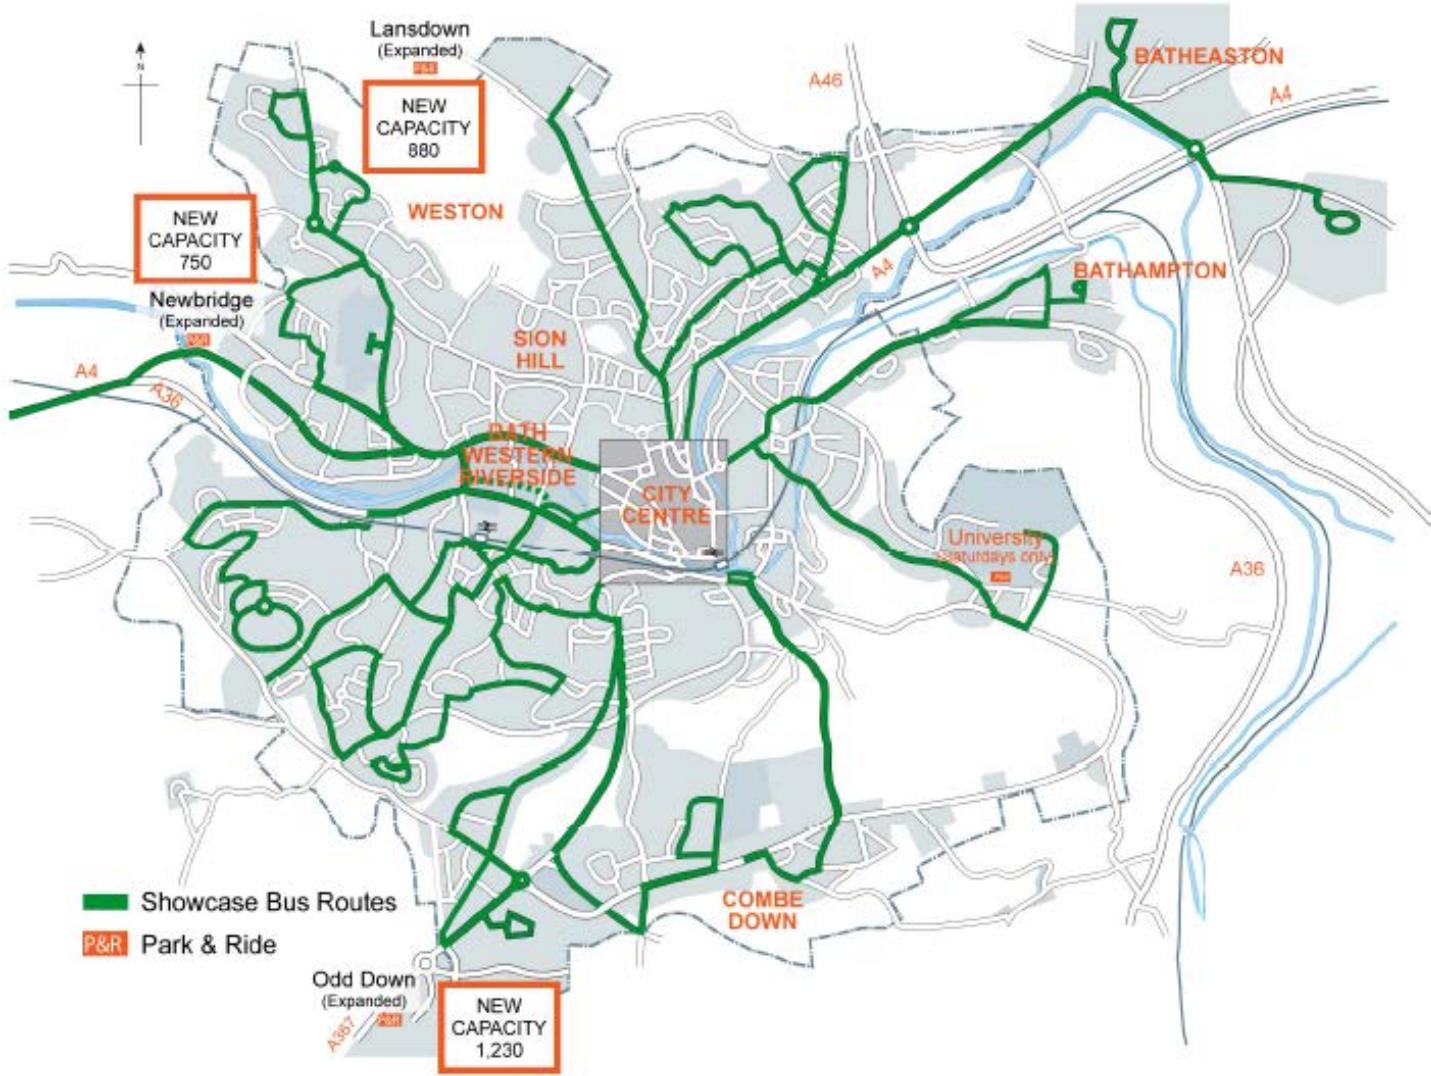 Lansdown
(Expanded)
P&R
NEW
CAPACITY
880
N
A46
BATHEASTON
A4
WESTON
NEW
CAPACITY
750
Newbridge
(Expanded)
P&R
A4
BATHAMPTON
SION
HILL
A4
A36
BATH
WESTERN
RIVERSIDE
CITY
CENTRE
University
(Saturdays only)
P&R
A36
Showcase Bus Routes
P&R Park & Ride
COMBE
DOWN
Odd Down
(Expanded)
P&R
A367
NEW
CAPACITY
1,230